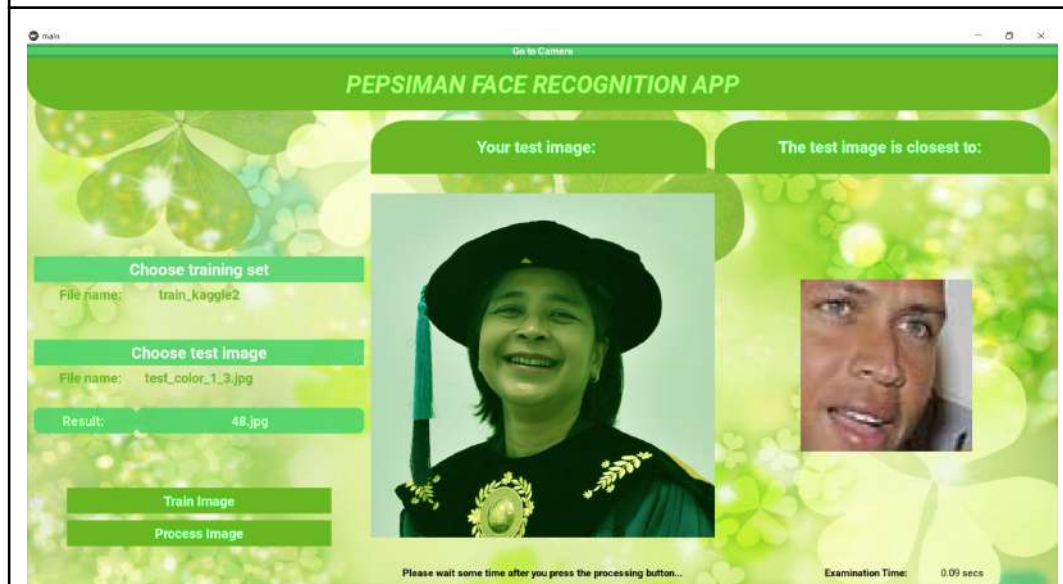 main
Go to Camera
PEPSIMAN FACE RECOGNITION APP
Your test image:
The test image is closest to:
Choose training set
File name: train_kaggle2
Choose test image
File name: test_color_1_3.jpg
Result: 48.jpg
Train Image
Process Image
Please wait some time after you press the processing button...
Examination Time: 0.09 secs